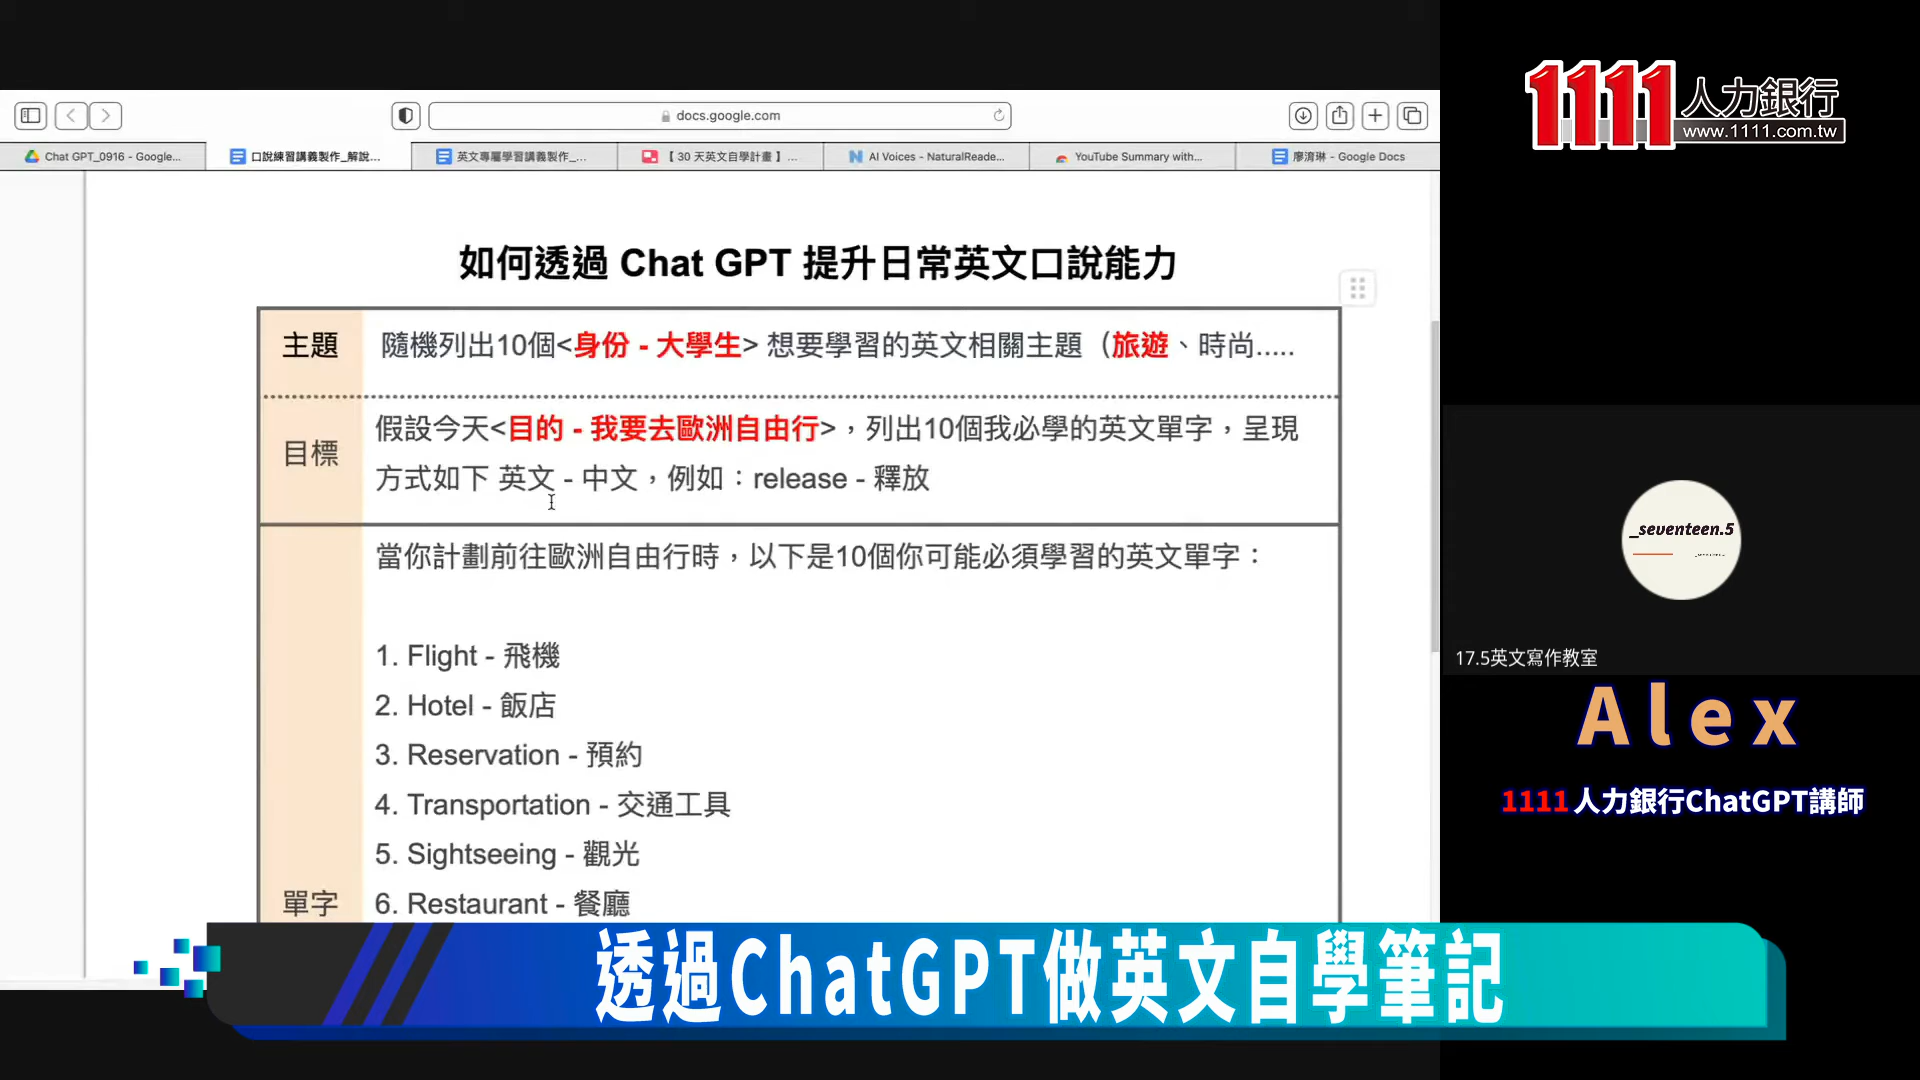 docs.google.com
Chat GPT_0916 - Google...
口說練習講義製作_解說...
英文專屬學習講義製作_...
【 30 天英文自學計畫 】...
AI Voices - NaturalReade...
YouTube Summary with...
廖淯琳 - Google Docs
如何透過 Chat GPT 提升日常英文口說能力
主題
隨機列出10個<身份 - 大學生> 想要學習的英文相關主題（旅遊、時尚.....
目標
假設今天<目的 - 我要去歐洲自由行>，列出10個我必學的英文單字，呈現
方式如下 英文 - 中文，例如：release - 釋放
當你計劃前往歐洲自由行時，以下是10個你可能必須學習的英文單字：
1. Flight - 飛機
2. Hotel - 飯店
3. Reservation - 預約
4. Transportation - 交通工具
5. Sightseeing - 觀光
單字
6. Restaurant - 餐廳
透過ChatGPT做英文自學筆記
1111人力銀行
www.1111.com.tw
_seventeen.5
17.5英文寫作教室
Alex
1111人力銀行ChatGPT講師